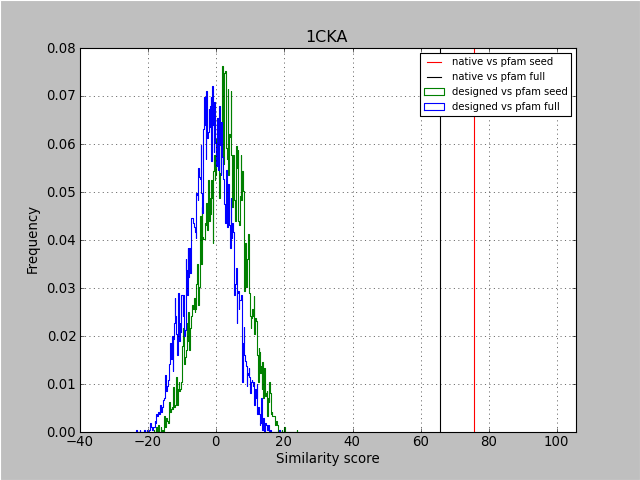 1CKA
0.08
0.07
0.06
0.05
0.04
0.03
0.02
0.01
0.00
Frequency
native vs pfam seed
native vs pfam full
designed vs pfam seed
designed vs pfam full
−40 −20 0 20 40 60 80 100
Similarity score